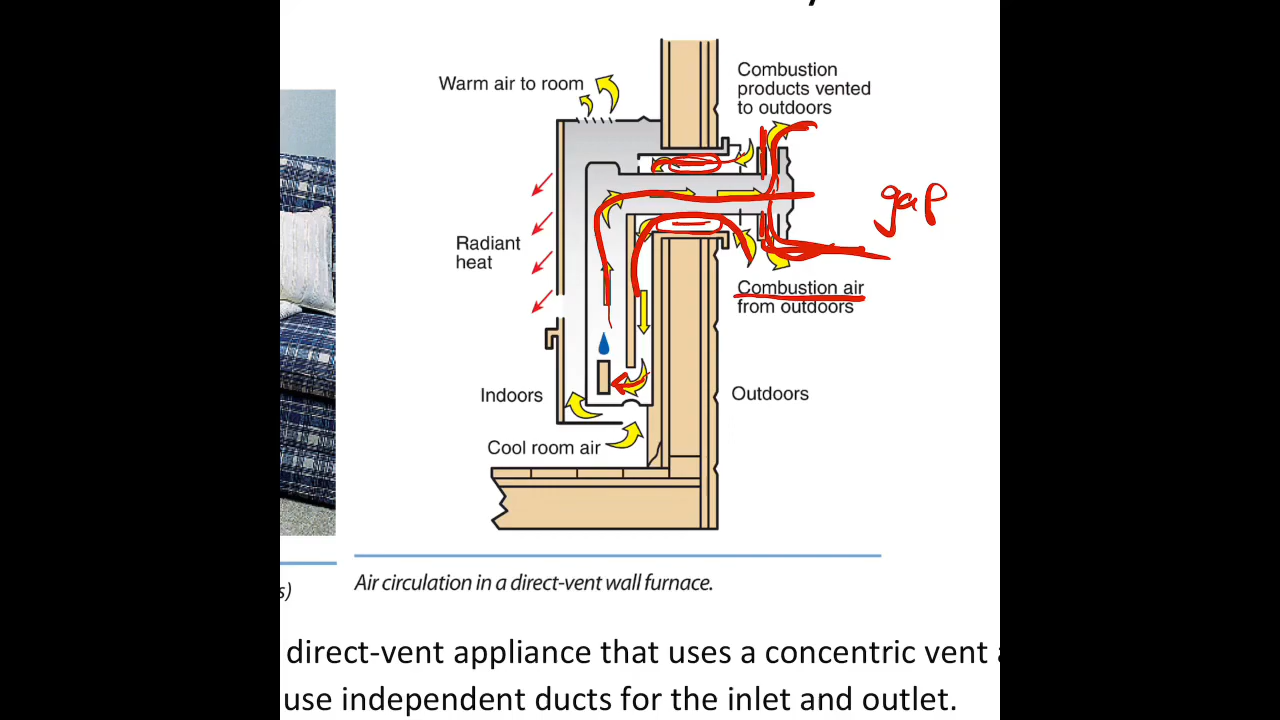 Warm air to room
Combustion
products vented
to outdoors
gap
Radiant
heat
Combustion air
from outdoors
Indoors
Outdoors
Cool room air
s)
Air circulation in a direct-vent wall furnace.
direct-vent appliance that uses a concentric vent a
use independent ducts for the inlet and outlet.